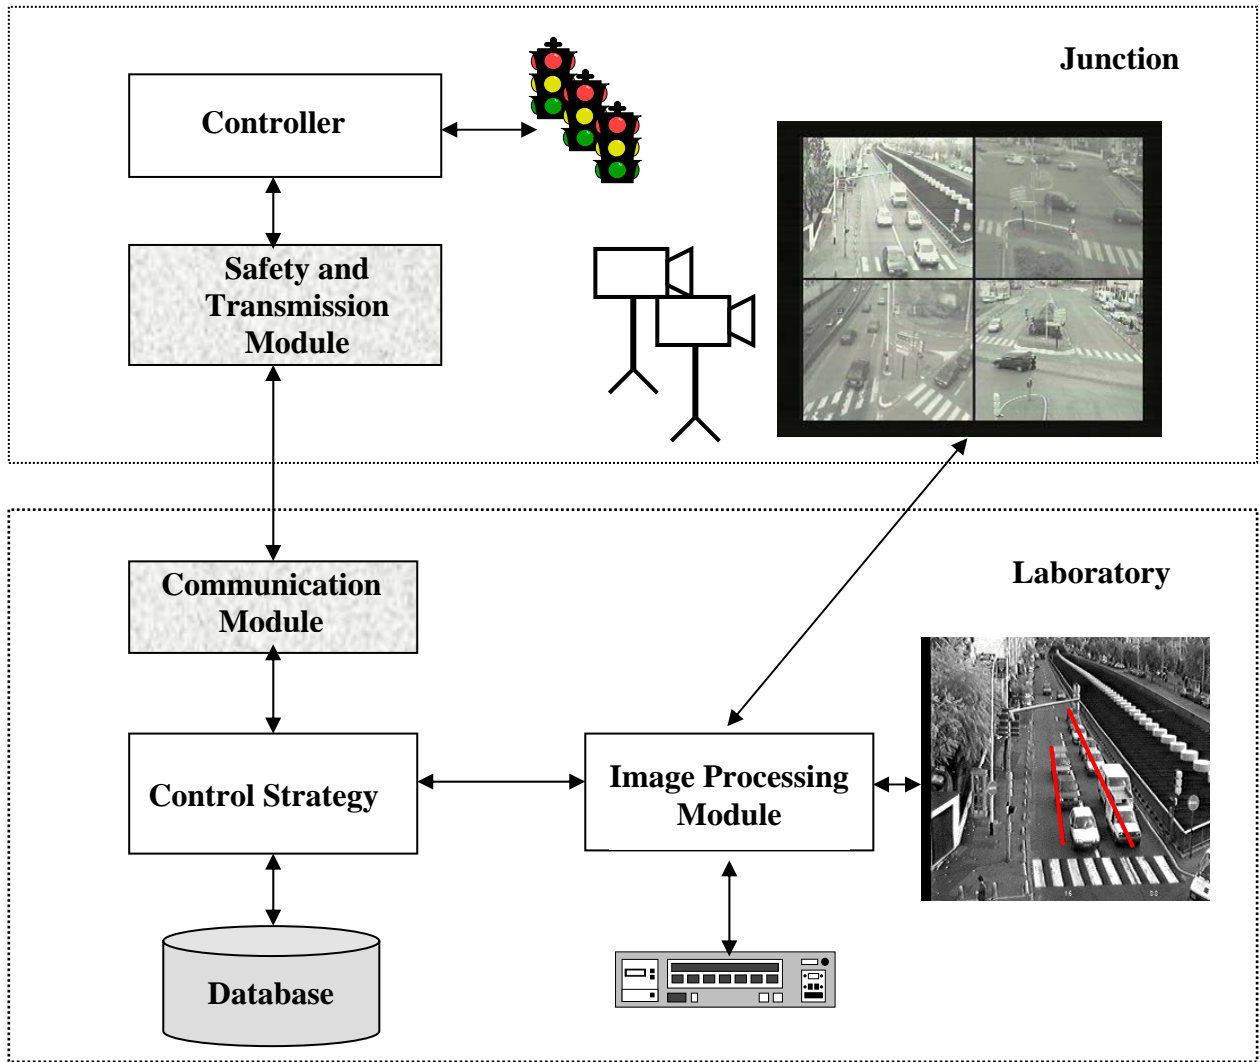 Junction
Controller
Safety and
Transmission
Module
Communication
Module
Laboratory
Control Strategy
Image Processing
Module
Database